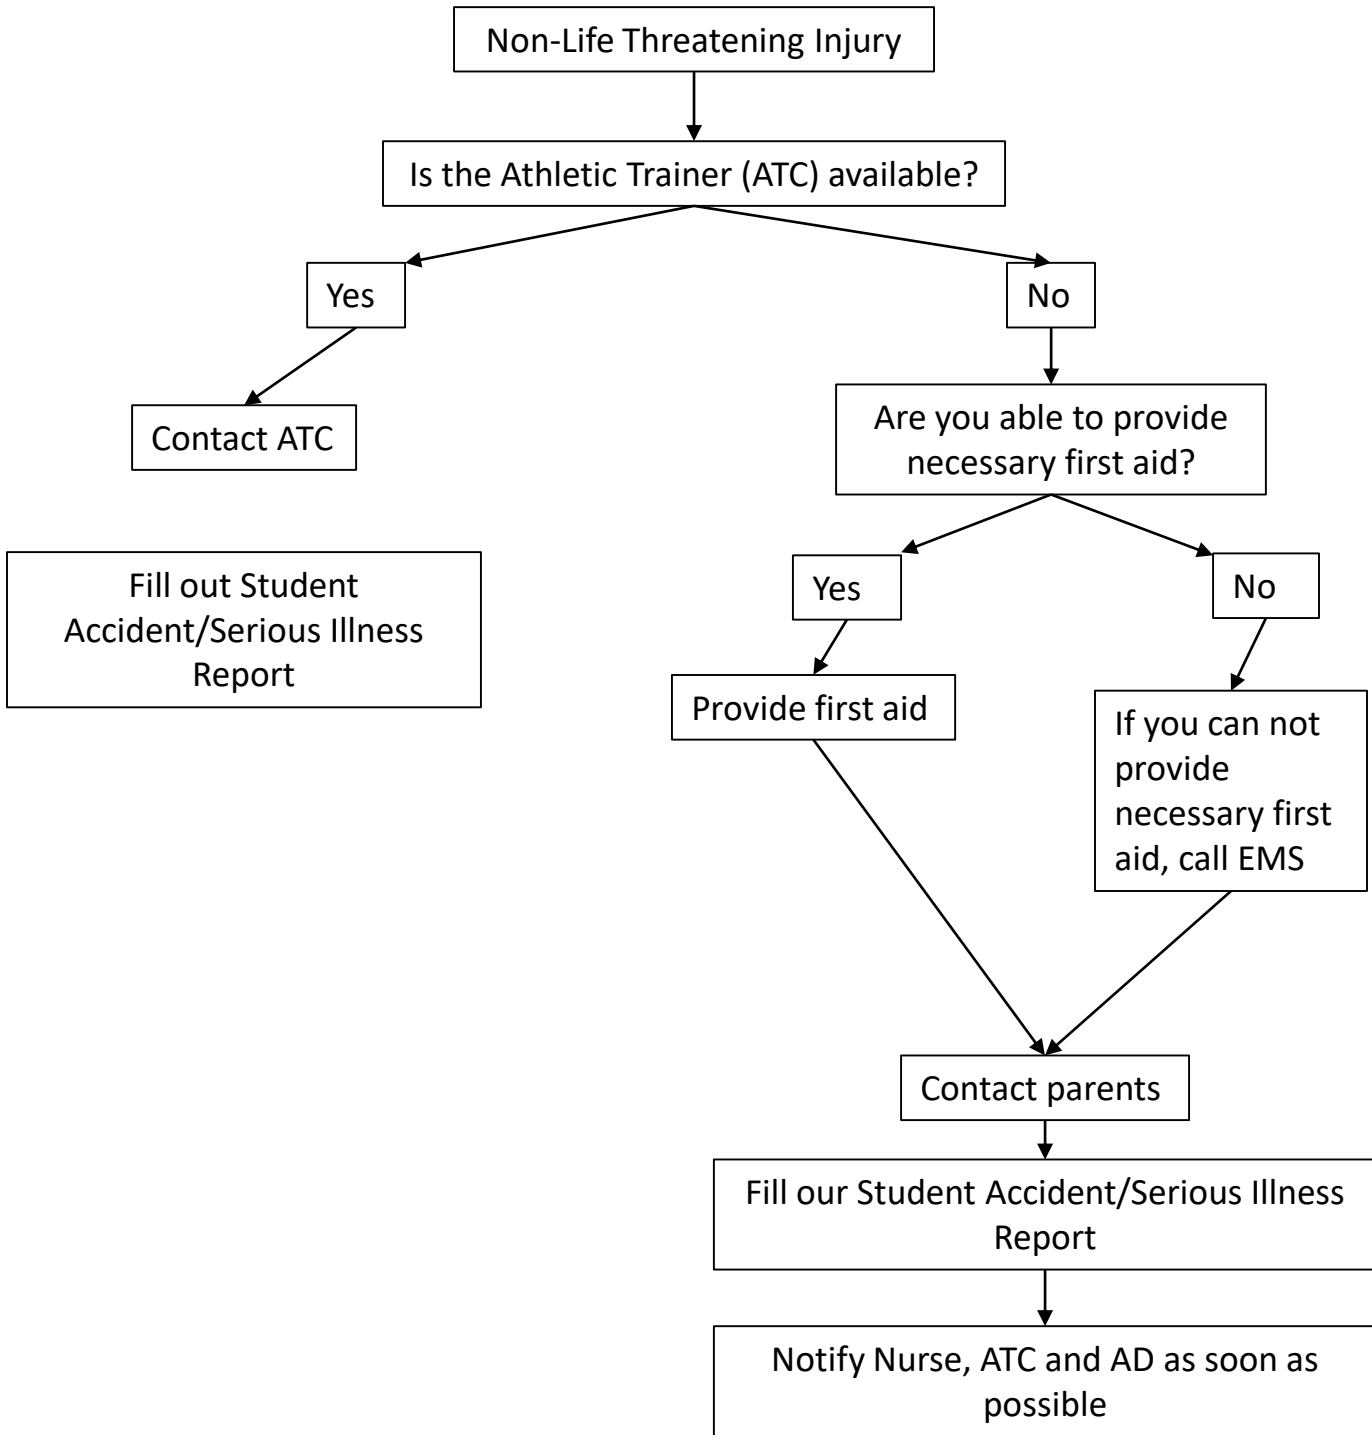 Non-Life Threatening Injury
Is the Athletic Trainer (ATC) available?
Yes
No
Contact ATC
Are you able to provide
necessary first aid?
Fill out Student
Accident/Serious Illness
Report
Yes
No
Provide first aid
If you can not
provide
necessary first
aid, call EMS
Contact parents
Fill our Student Accident/Serious Illness
Report
Notify Nurse, ATC and AD as soon as
possible